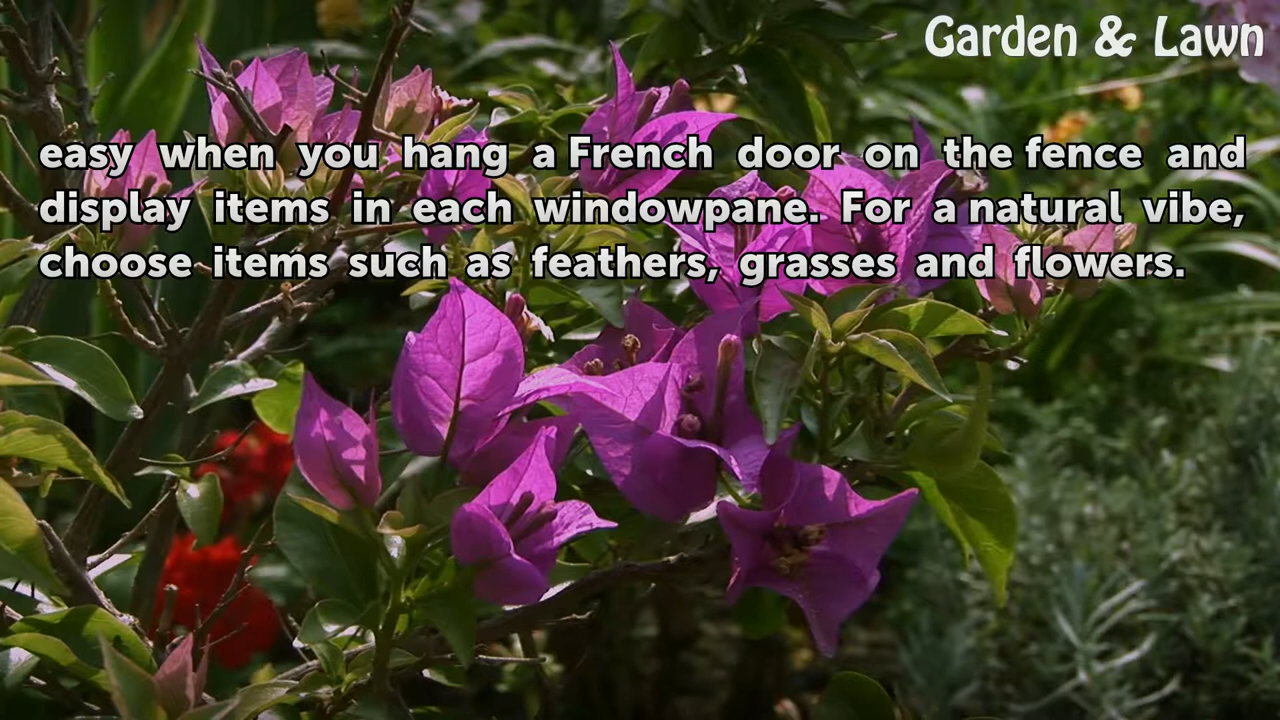 Garden & Lawn
easy when you hang a French door on the fence and
display items in each windowpane. For a natural vibe,
choose items such as feathers, grasses and flowers.